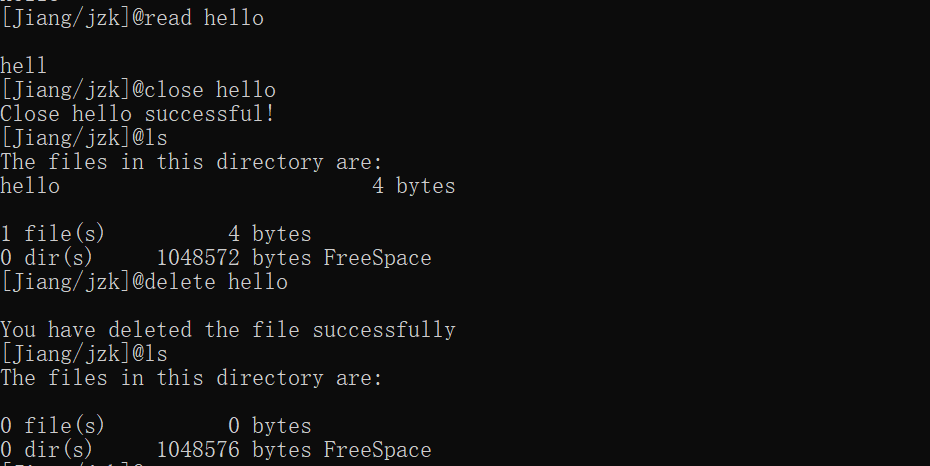 [Jiang/jzk]@read hello
hell
[Jiang/jzk]@close hello
Close hello successful!
[Jiang/jzk]@ls
The files in this directory are:
hello                          4 bytes
1 file(s)          4 bytes
0 dir(s)     1048572 bytes FreeSpace
[Jiang/jzk]@delete hello
You have deleted the file successfully
[Jiang/jzk]@ls
The files in this directory are:
0 file(s)          0 bytes
0 dir(s)     1048576 bytes FreeSpace